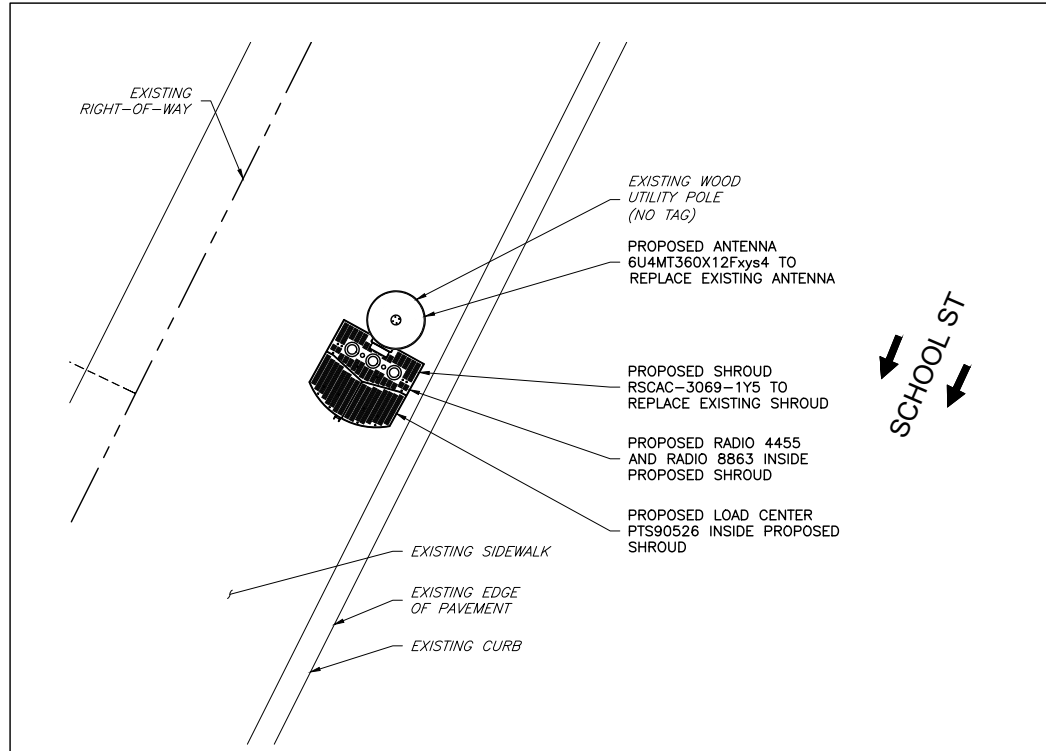 EXISTING
RIGHT-OF-WAY
EXISTING WOOD
UTILITY POLE
(NO TAG)
PROPOSED ANTENNA
6U4MT360X12Fxys4 TO
REPLACE EXISTING ANTENNA
PROPOSED SHROUD
RSCAC-3069-1Y5 TO
REPLACE EXISTING SHROUD
SCHOOL ST
PROPOSED RADIO 4455
AND RADIO 8863 INSIDE
PROPOSED SHROUD
PROPOSED LOAD CENTER
PTS90526 INSIDE PROPOSED
SHROUD
EXISTING SIDEWALK
EXISTING EDGE
OF PAVEMENT
EXISTING CURB